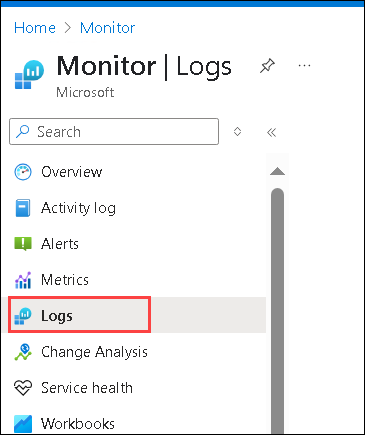 Home > Monitor
Monitor | Logs
Microsoft
Search
Overview
Activity log
Alerts
Metrics
Logs
Change Analysis
Service health
Workbooks